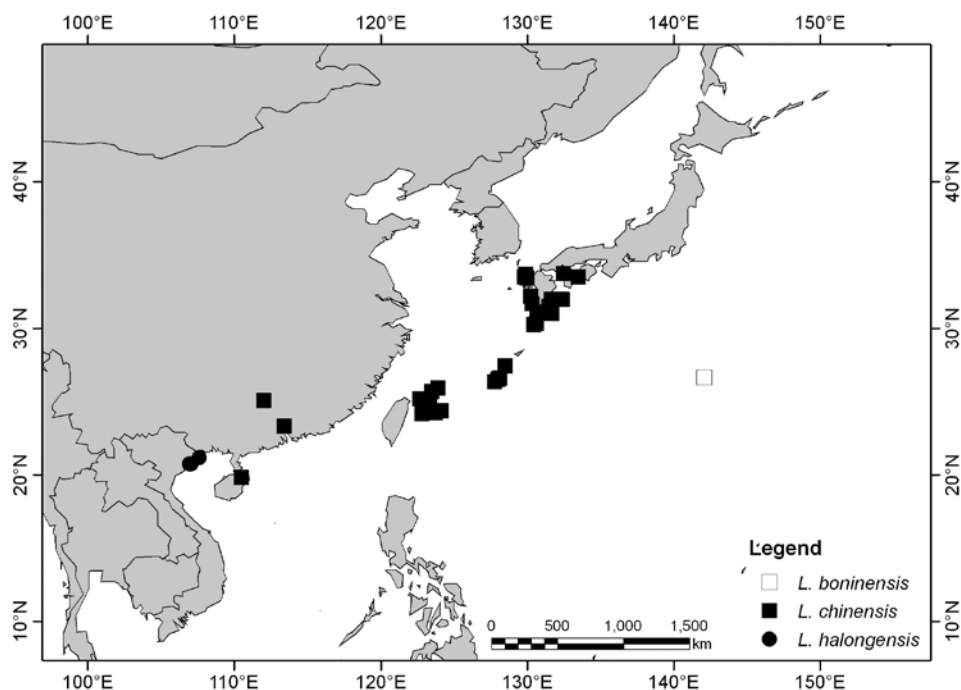 100°E 110°E 120°E 130°E 140°E 150°E
40°N 40°N
30°N 30°N
20°N 20°N
10°N 10°N
Legend
L. boninensis
L. chinensis
L. halongensis
0 500 1,000 1,500
km
100°E 110°E 120°E 130°E 140°E 150°E